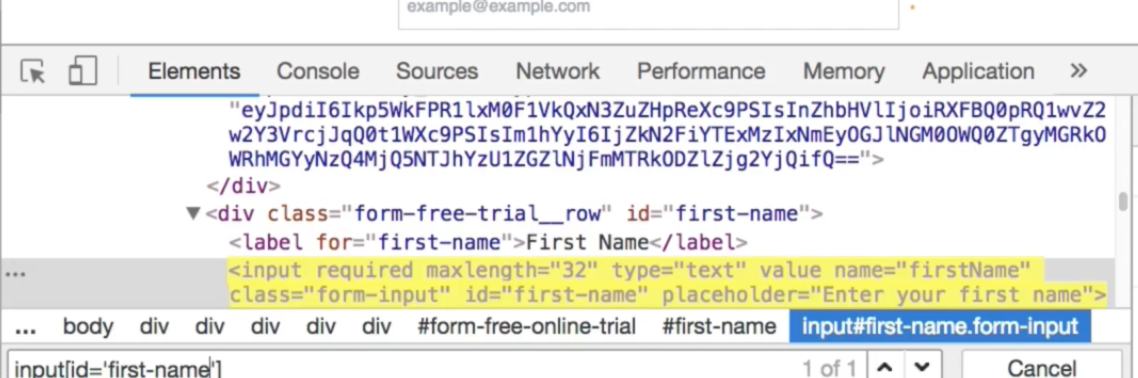 example@example.com
Elements Console Sources Network Performance Memory Application »
"eyJpdiI6Ikp5WkFPR1lxM0F1VkQxN3ZuZHpReXc9PSIsInZhbHVlIjoiRXFBQ0pRQ1wvZ2
w2Y3VrcjJqQ0t1WXc9PSIsIm1hYyI6IjZkN2FiYTExMzIxNmEyOGJlNGM0OWQ0ZTgyMGRkO
WRhMGYyNzQ4MjQ5NTJhYzU1ZGZlNjFmMTRkODZlZjg2YjQifQ==">
</div>
▼<div class="form-free-trial__row" id="first-name">
<label for="first-name">First Name</label>
... <input required maxlength="32" type="text" value name="firstName"
class="form-input" id="first-name" placeholder="Enter your first name">
... body div div div div div #form-free-online-trial #first-name input#first-name.form-input
input[id='first-name'] 1 of 1 Cancel